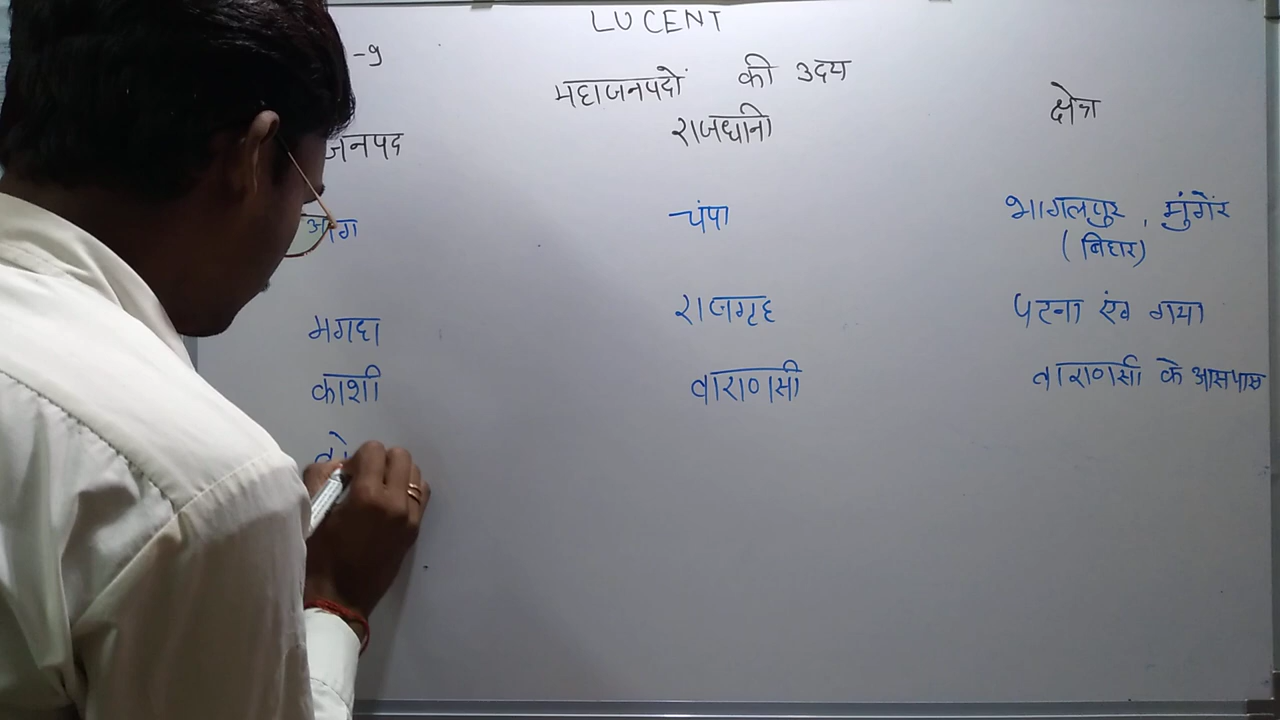 LUCENT
-9
महाजनपदों की उदय
जनपद राजधानी क्षेत्र
अंग चंपा भागलपुर, मुंगेर
(बिहार)
मगधा राजगृह पटना एंव गया
काशी वाराणसी वाराणसी के आसपास